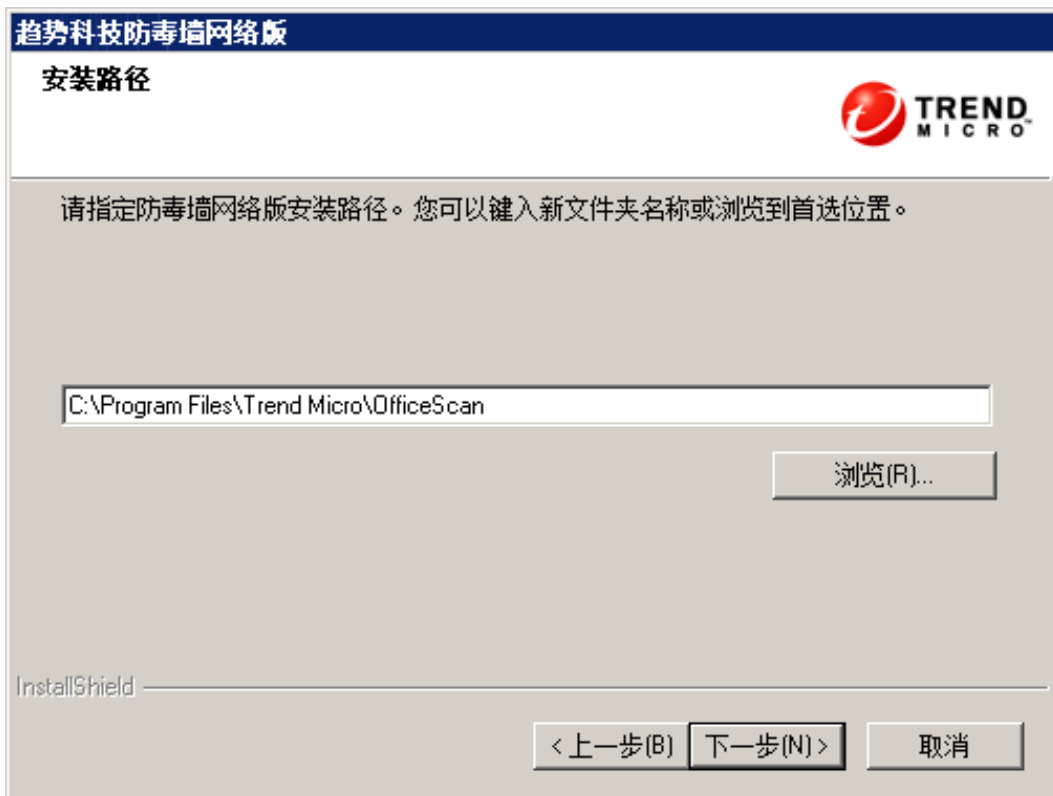 趋势科技防毒墙网络版
安装路径
TREND
MICRO™
请指定防毒墙网络版安装路径。您可以键入新文件夹名称或浏览到首选位置。
C:\Program Files\Trend Micro\OfficeScan
浏览(R)...
InstallShield
< 上一步(B) 下一步(N) > 取消